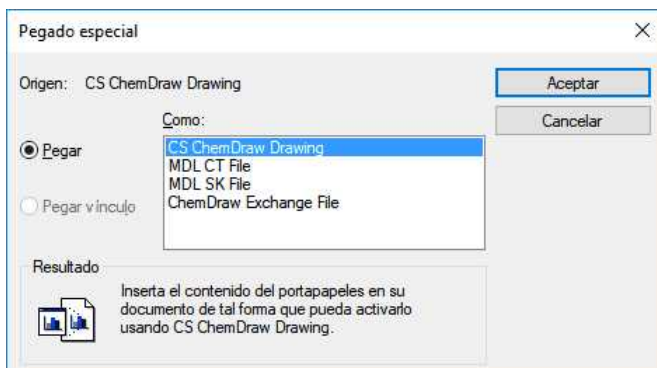 Pegado especial
Origen: CS ChemDraw Drawing
Aceptar
Como:
Cancelar
Pegar
CS ChemDraw Drawing
MDL CT File
MDL SK File
ChemDraw Exchange File
Pegar vínculo
Resultado
Inserta el contenido del portapapeles en su
documento de tal forma que pueda activarlo
usando CS ChemDraw Drawing.